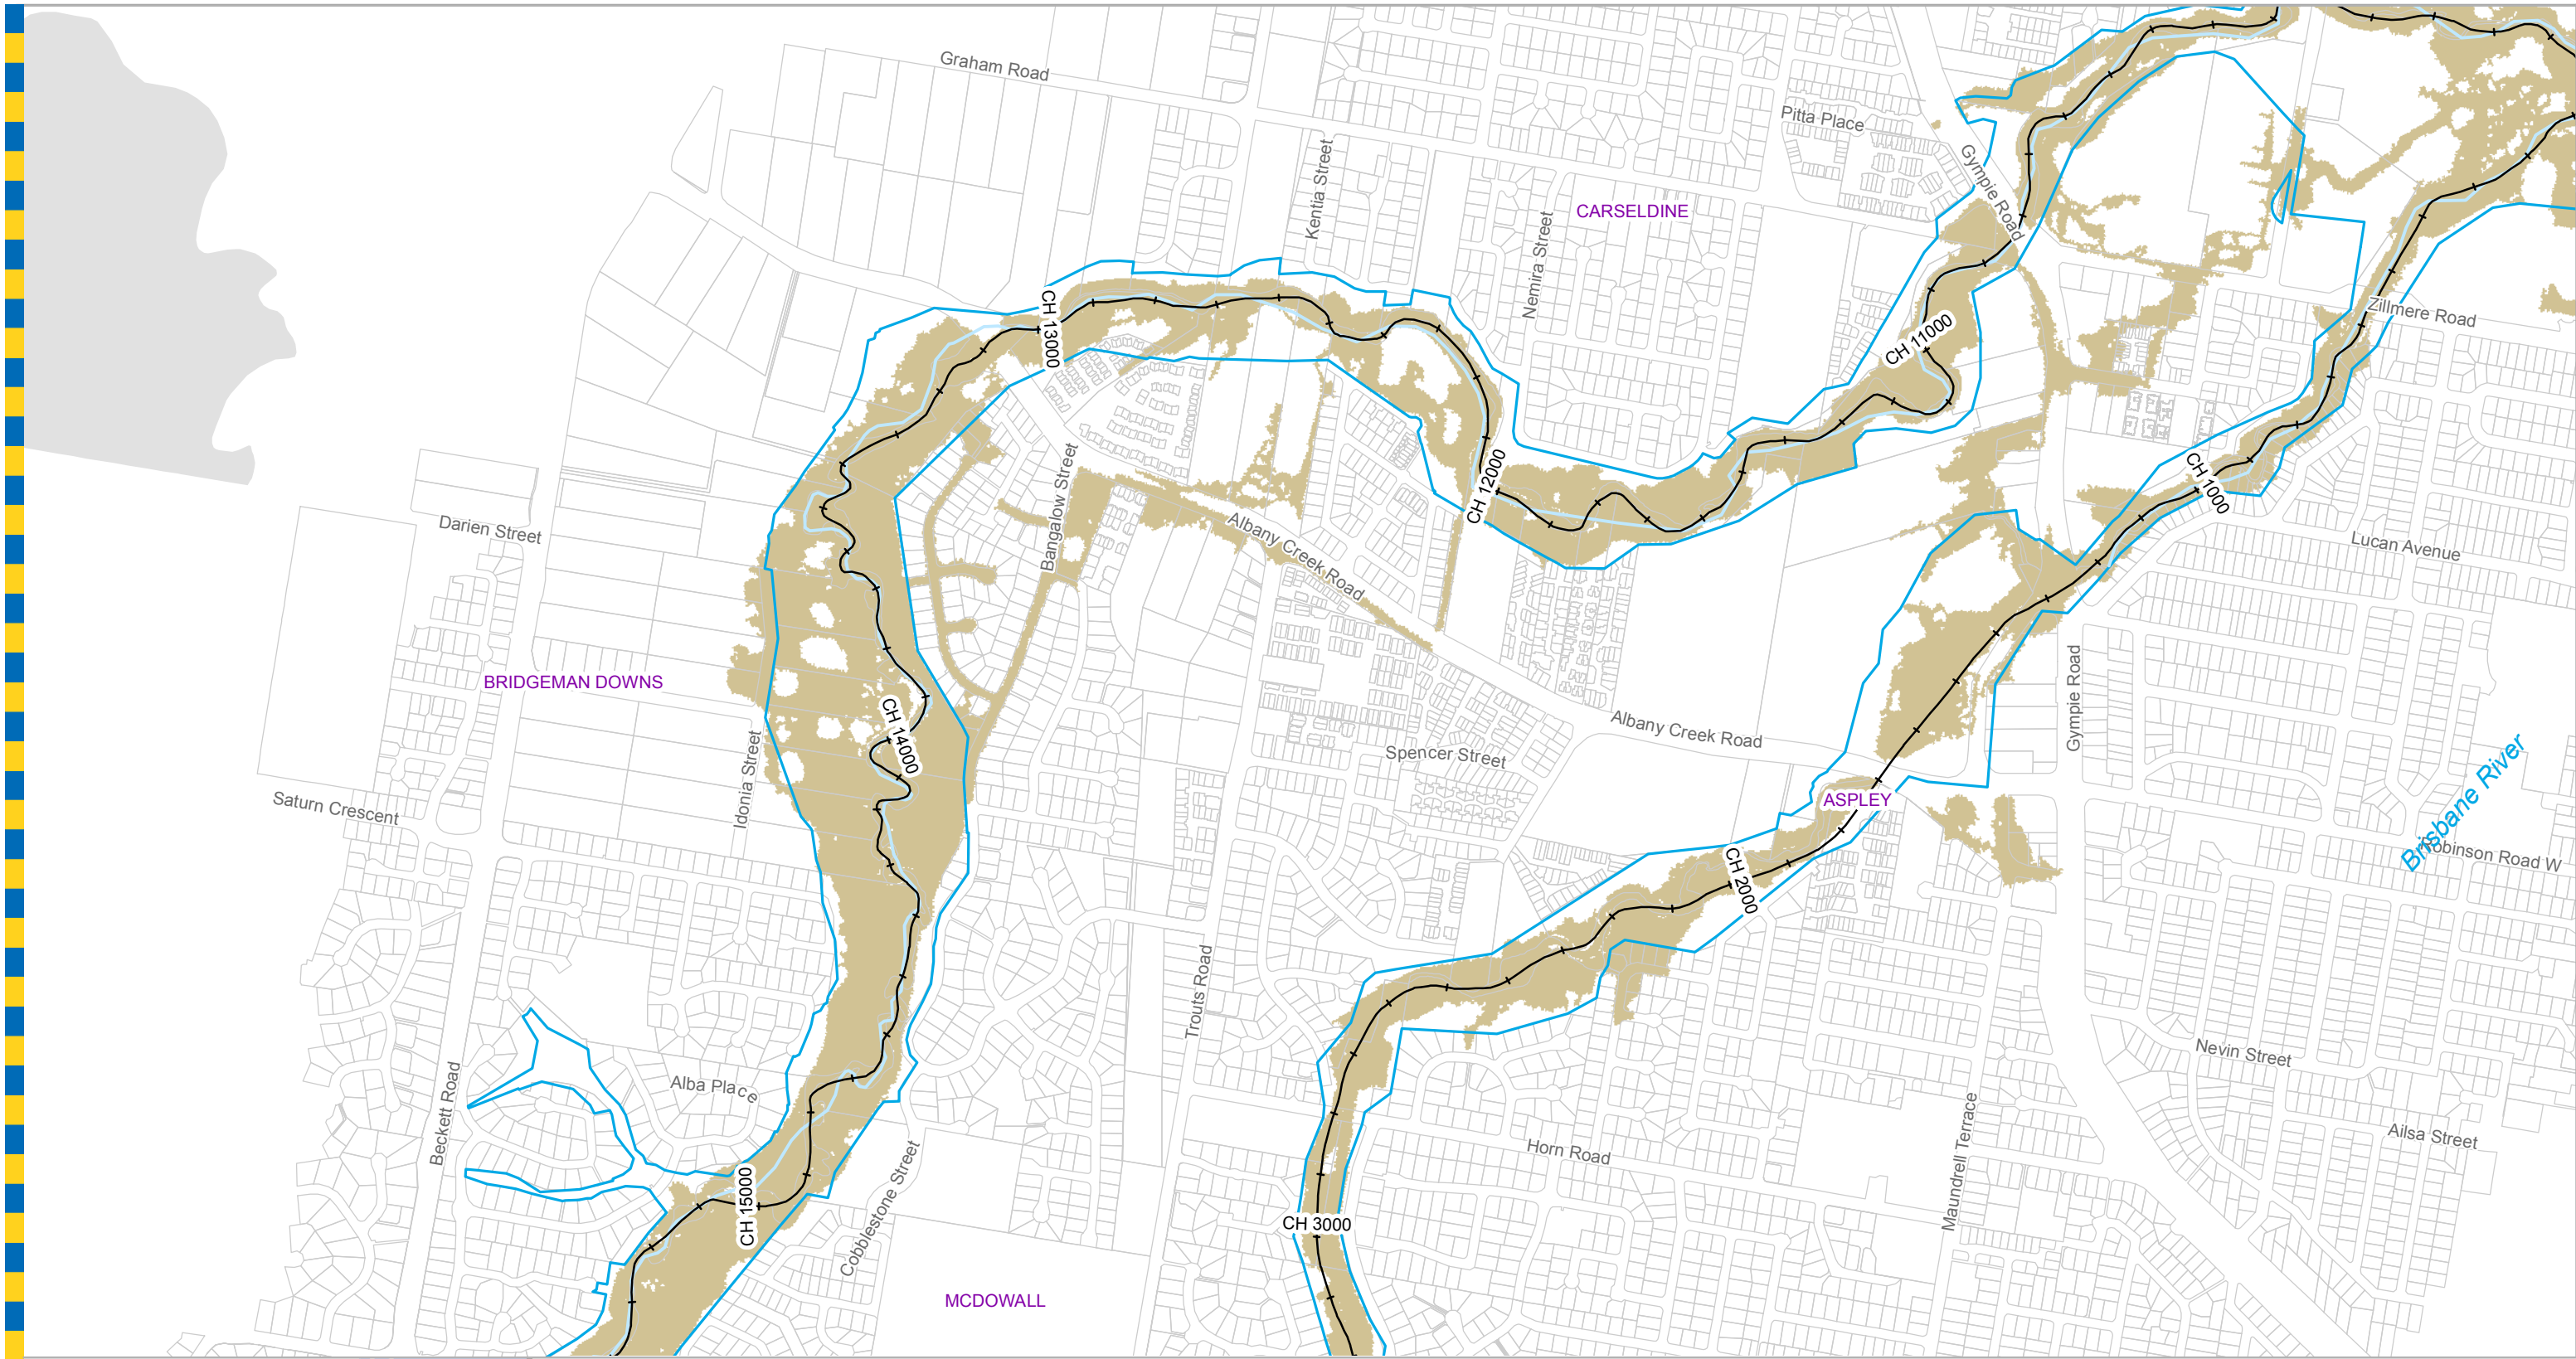 Graham Road
Pitta Place
Kentia Street
Gympie Road
CARSELDINE
Nemira Street
CH 13000
CH 11000
Zillmere Road
Bangalow Street
CH 12000
CH 1000
Darien Street
Albany Creek Road
Lucan Avenue
BRIDGEMAN DOWNS
Gympie Road
CH 14000
Albany Creek Road
Spencer Street
Idonia Street
Saturn Crescent
ASPLEY
Brisbane River
Robinson Road W
CH 2000
Trouts Road
Nevin Street
Alba Place
Beckett Road
Maundrell Terrace
Ailsa Street
Horn Road
CH 15000
Cobblestone Street
CH 3000
MCDOWALL